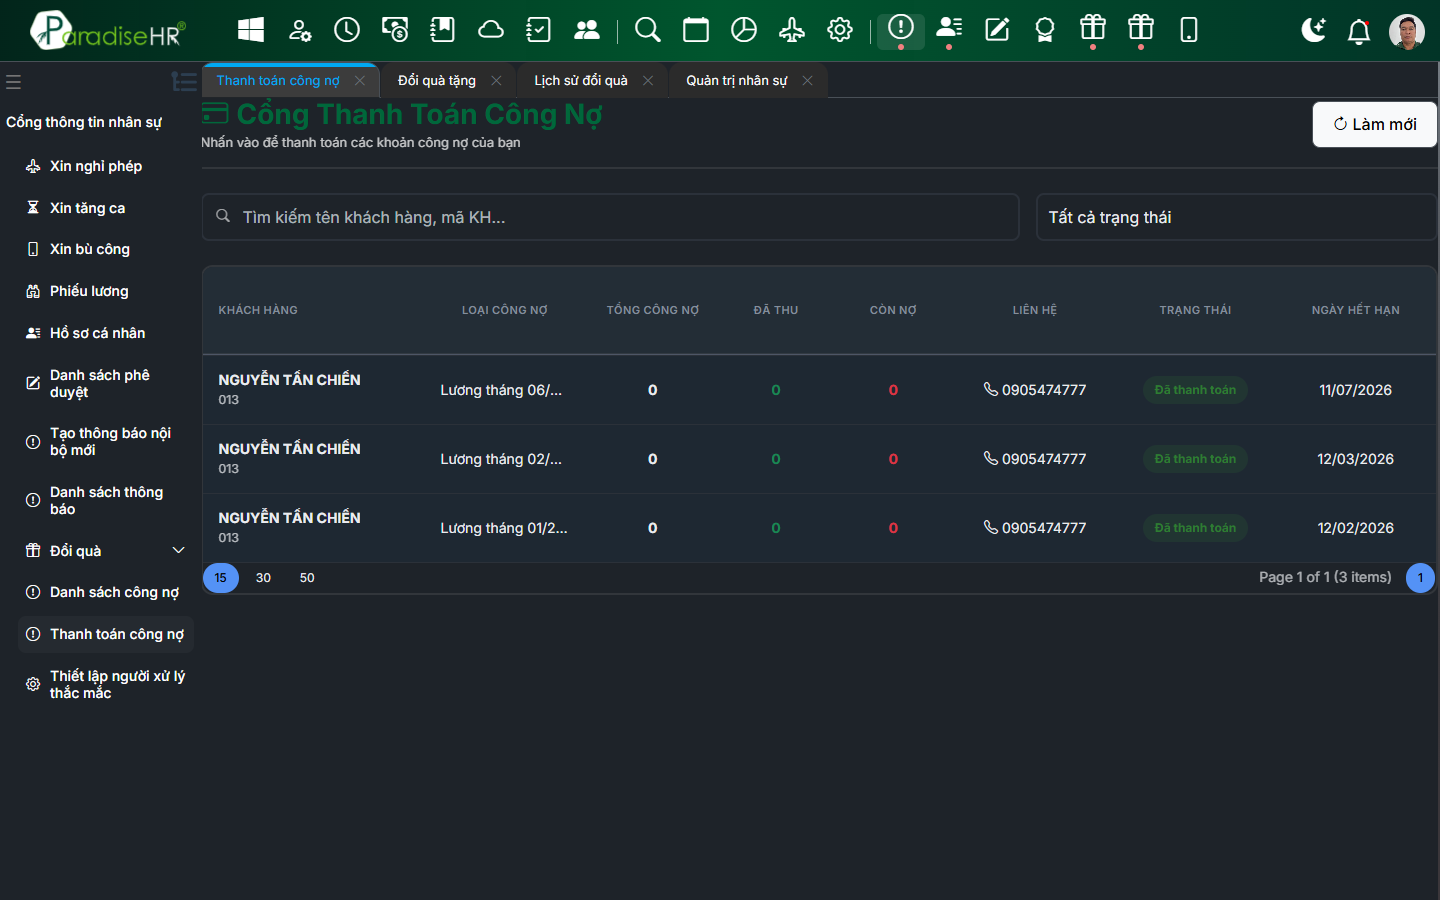 ParadiseHR®
Cổng thông tin nhân sự
Xin nghỉ phép
Xin tăng ca
Xin bù công
Phiếu lương
Hồ sơ cá nhân
Danh sách phê
duyệt
Tạo thông báo nội
bộ mới
Danh sách thông
báo
Đổi quà
Danh sách công nợ
Thanh toán công nợ
Thiết lập người xử lý
thắc mắc
Thanh toán công nợ
Đổi quà tặng
Lịch sử đổi quà
Quản trị nhân sự
Cổng Thanh Toán Công Nợ
Nhấn vào để thanh toán các khoản công nợ của bạn
Làm mới
Tìm kiếm tên khách hàng, mã KH...
Tất cả trạng thái
KHÁCH HÀNG LOẠI CÔNG NỢ TỔNG CÔNG NỢ ĐÃ THU CÒN NỢ LIÊN HỆ TRẠNG THÁI NGÀY HẾT HẠN
NGUYỄN TẤN CHIẾN
013
Lương tháng 06/... 0 0 0 0905474777 Đã thanh toán 11/07/2026
NGUYỄN TẤN CHIẾN
013
Lương tháng 02/... 0 0 0 0905474777 Đã thanh toán 12/03/2026
NGUYỄN TẤN CHIẾN
013
Lương tháng 01/2... 0 0 0 0905474777 Đã thanh toán 12/02/2026
15 30 50 Page 1 of 1 (3 items) 1